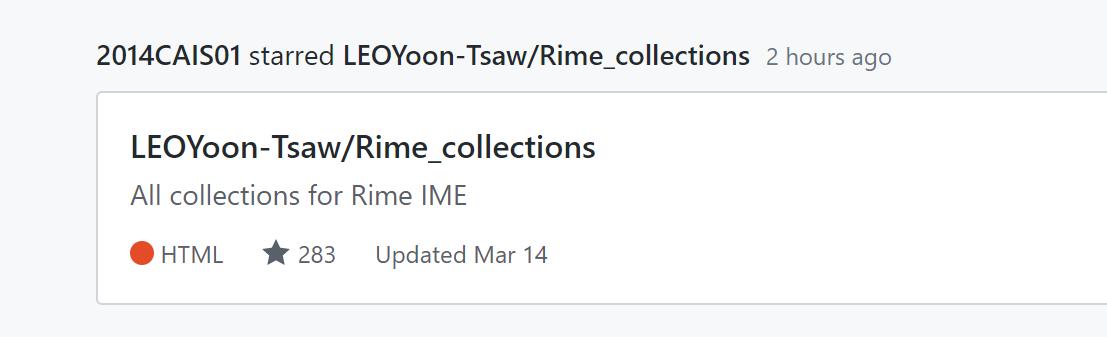 2014CAIS01 starred LEOYoon-Tsaw/Rime_collections 2 hours ago
LEOYoon-Tsaw/Rime_collections
All collections for Rime IME
HTML 283 Updated Mar 14